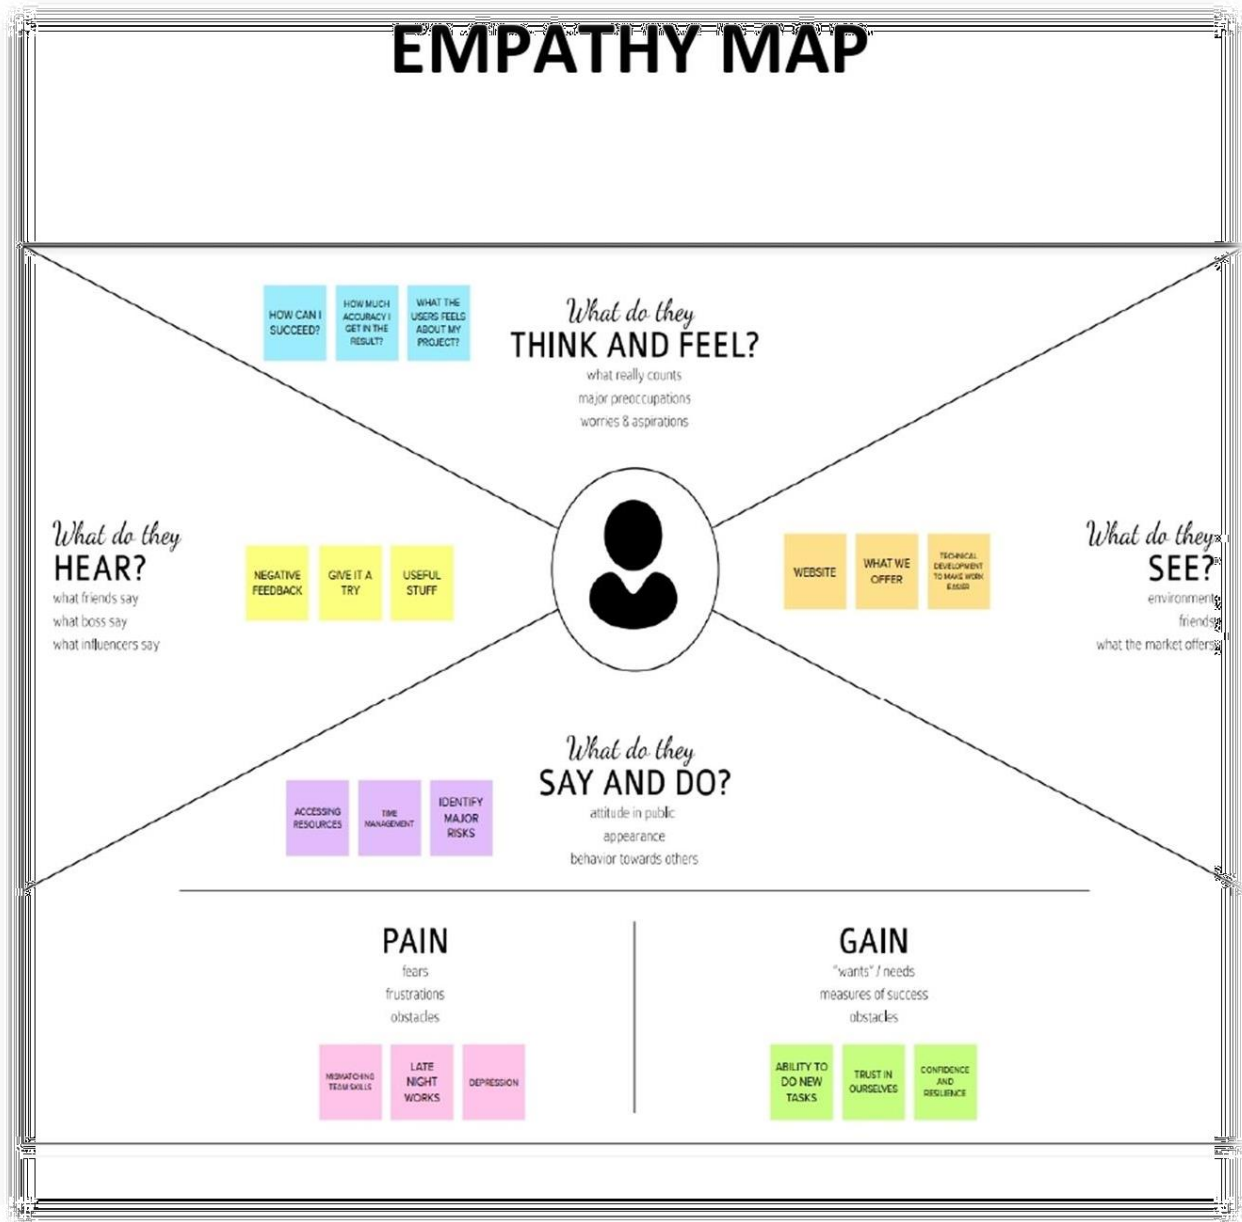 EMPATHY MAP
HOW CAN I
SUCCEED?
HOW MUCH
ACCURACY I
GET IN THE
RESULT?
WHAT THE
USERS FEELS
ABOUT MY
PROJECT?
What do they
THINK AND FEEL?
what really counts
major preoccupations
worries & aspirations
What do they
HEAR?
what friends say
what boss say
what influencers say
NEGATIVE
FEEDBACK
GIVE IT A
TRY
USEFUL
STUFF
WEBSITE
WHAT WE
OFFER
TECHNICAL
DEVELOPMENT
TO MAKE WORK
EASIER
What do they
SEE?
environment
friends
what the market offers
What do they
SAY AND DO?
attitude in public
appearance
behavior towards others
ACCESSING
RESOURCES
TIME
MANAGEMENT
IDENTIFY
MAJOR
RISKS
PAIN
fears
frustrations
obstacles
MISMATCHING
TEAM SKILLS
LATE
NIGHT
WORKS
DEPRESSION
GAIN
"wants" / needs
measures of success
obstacles
ABILITY TO
DO NEW
TASKS
TRUST IN
OURSELVES
CONFIDENCE
AND
RESILIENCE